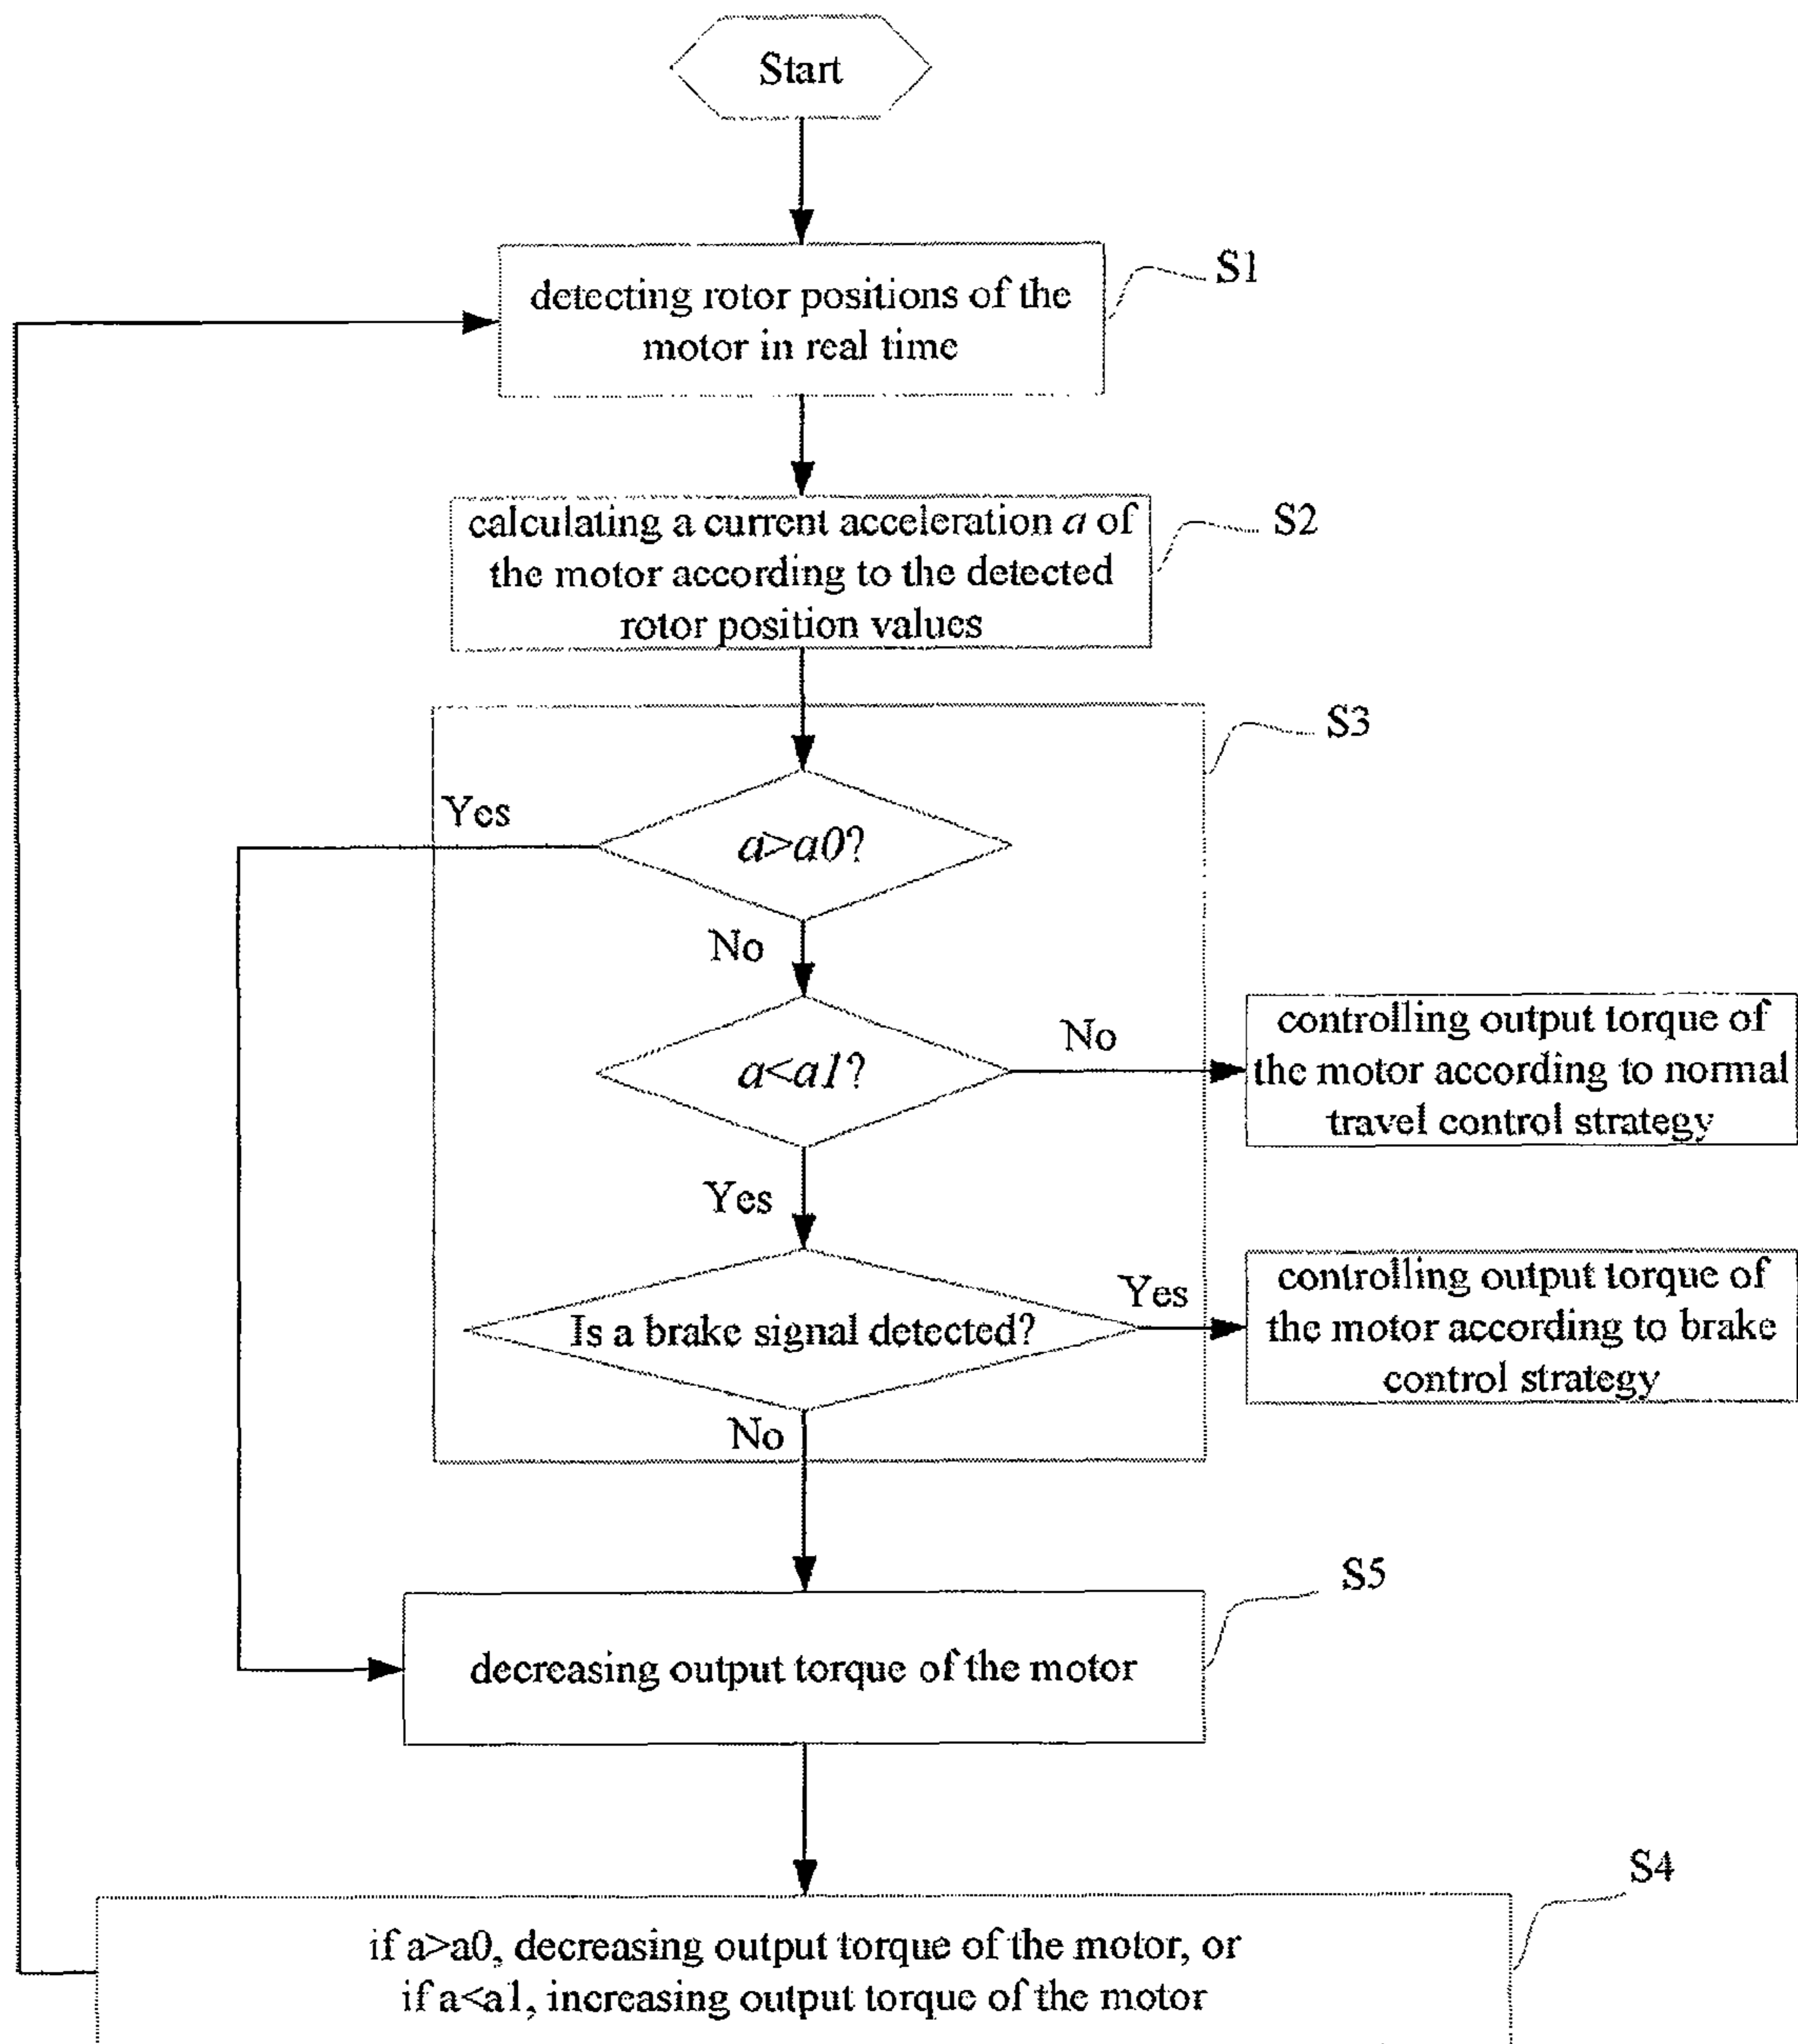 Start
detecting rotor positions of the
motor in real time
S1
calculating a current acceleration a of
the motor according to the detected
rotor position values
S2
S3
Yes
a>a0?
No
a<a1?
No
controlling output torque of
the motor according to normal
travel control strategy
Yes
Is a brake signal detected?
Yes
controlling output torque of
the motor according to brake
control strategy
No
S5
decreasing output torque of the motor
S4
if a>a0, decreasing output torque of the motor, or
if a<a1, increasing output torque of the motor